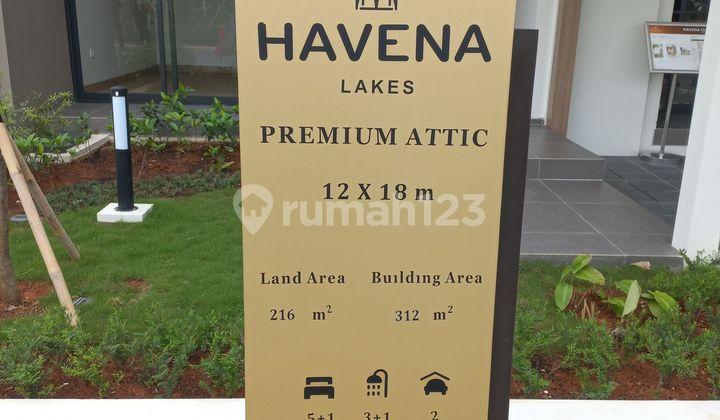 HAVENA
LAKES
PREMIUM ATTIC
12 X 18 m
rumah123
Land Area Building Area
216 m² 312 m²
5+1 3+1 2
HAVENA